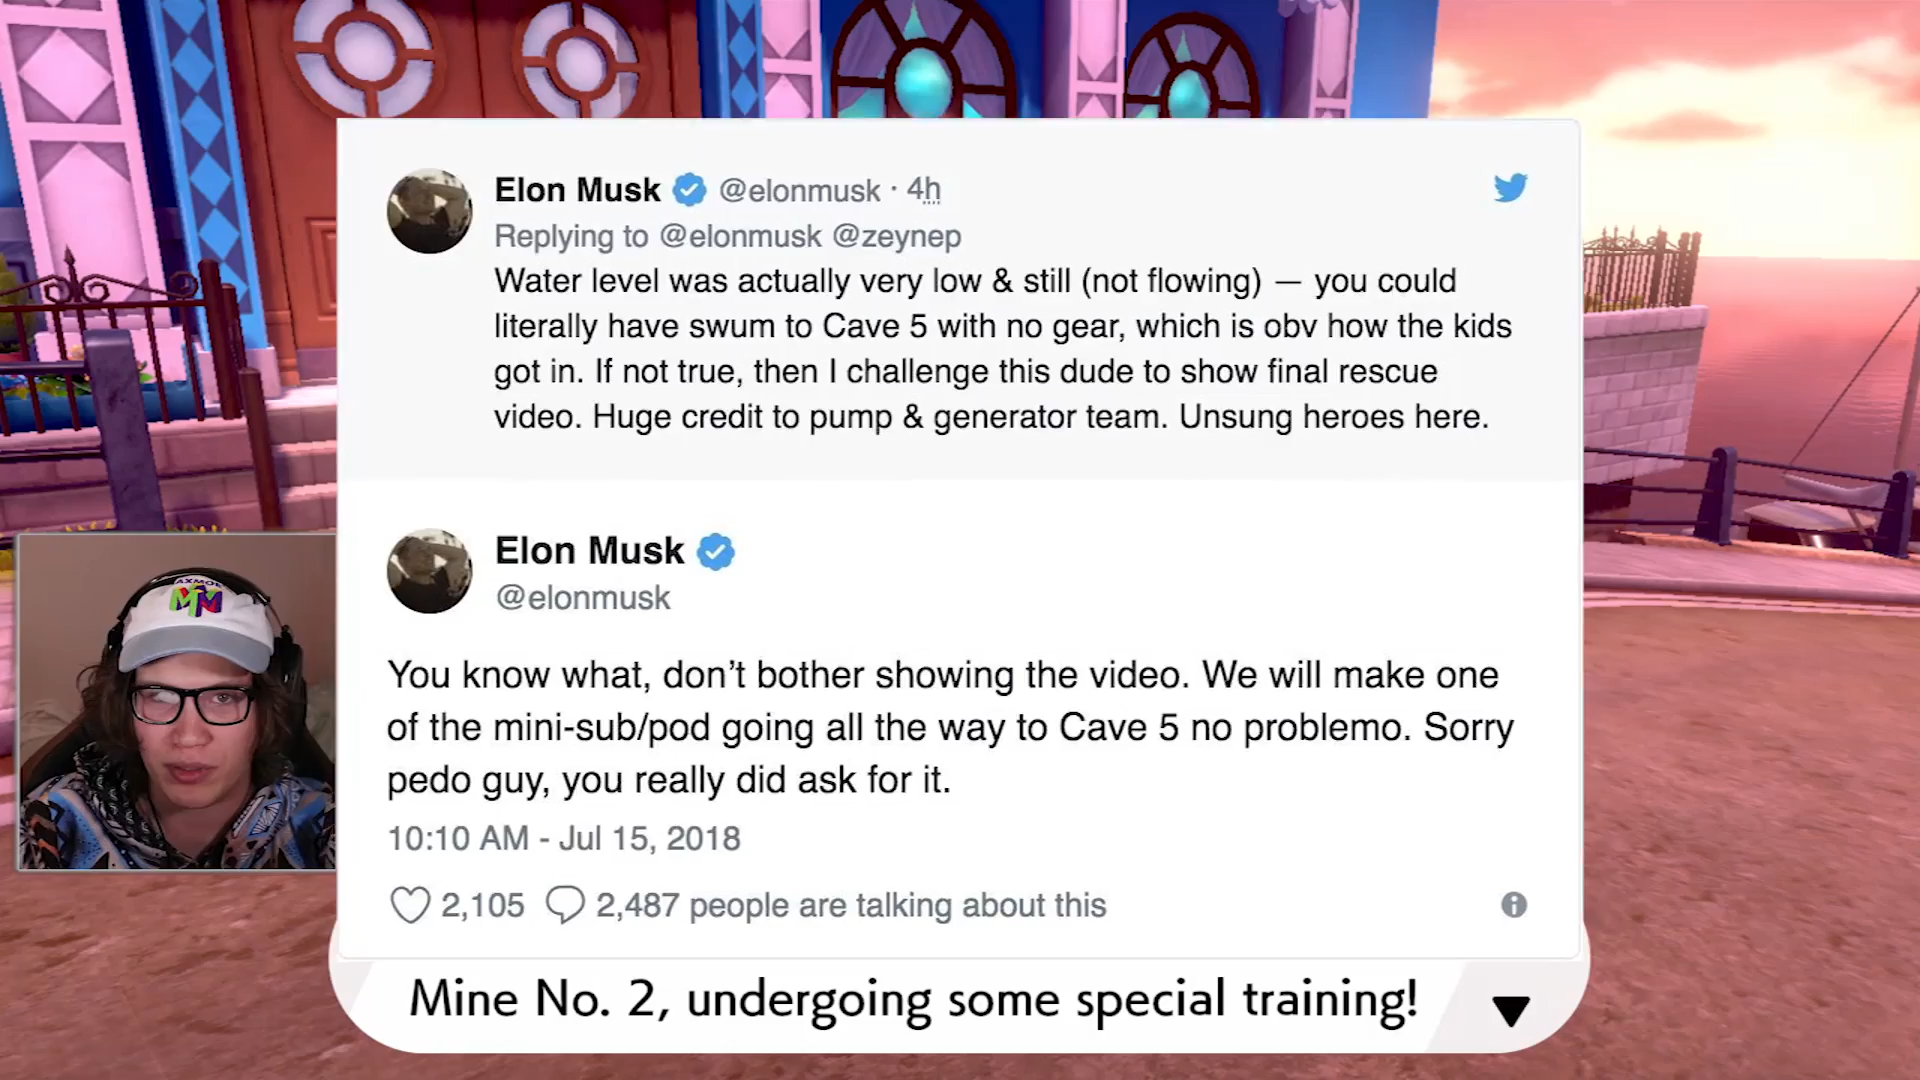 Elon Musk @elonmusk · 4h
Replying to @elonmusk @zeynep
Water level was actually very low & still (not flowing) — you could
literally have swum to Cave 5 with no gear, which is obv how the kids
got in. If not true, then I challenge this dude to show final rescue
video. Huge credit to pump & generator team. Unsung heroes here.
Elon Musk
@elonmusk
AXMOR
You know what, don’t bother showing the video. We will make one
of the mini-sub/pod going all the way to Cave 5 no problemo. Sorry
pedo guy, you really did ask for it.
10:10 AM - Jul 15, 2018
2,105 2,487 people are talking about this
Mine No. 2, undergoing some special training!